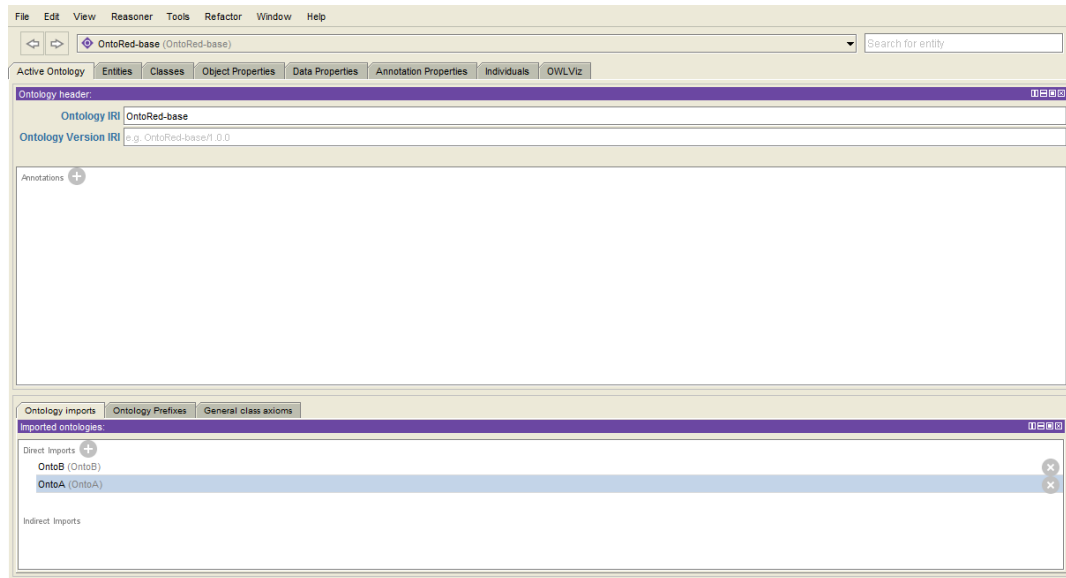 File Edit View Reasoner Tools Refactor Window Help
OntoRed-base (OntoRed-base) Search for entity
Active Ontology Entities Classes Object Properties Data Properties Annotation Properties Individuals OWLViz
Ontology header:
Ontology IRI OntoRed-base
Ontology Version IRI e.g. OntoRed-base/1.0.0
Annotations
Ontology imports Ontology Prefixes General class axioms
Imported ontologies:
Direct Imports
OntoB (OntoB)
OntoA (OntoA)
Indirect Imports